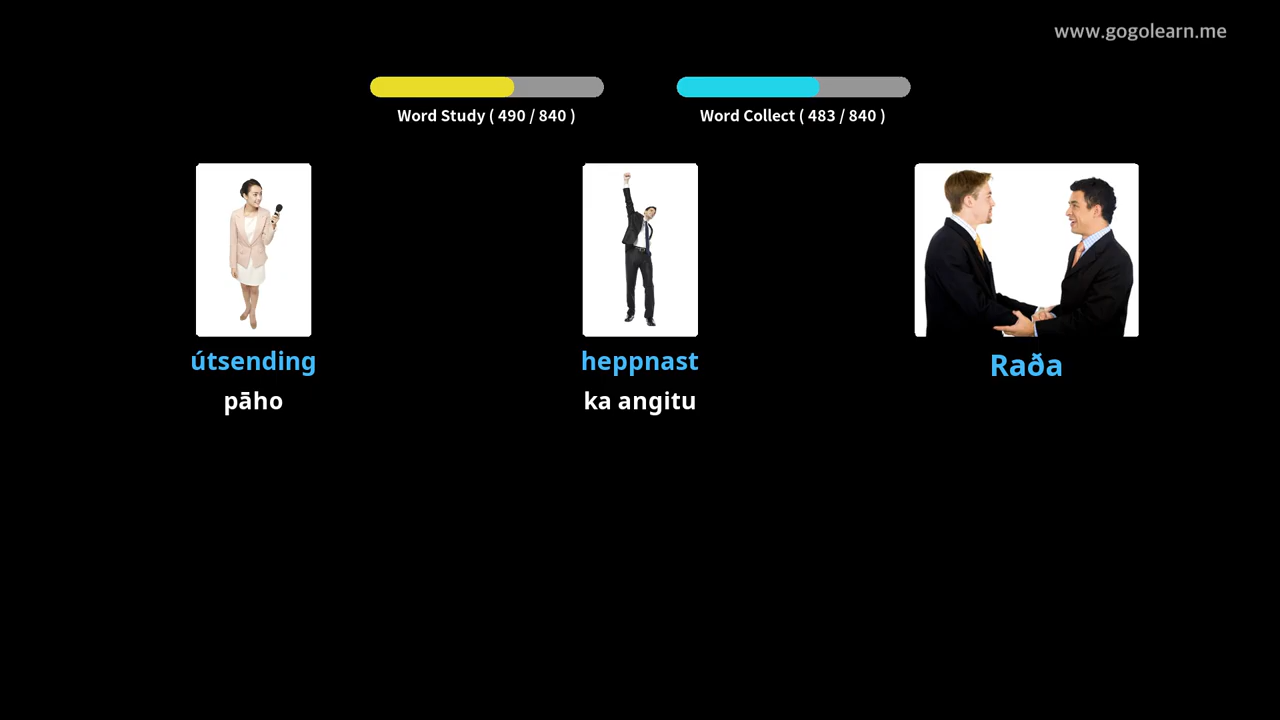 www.gogolearn.me
Word Study ( 490 / 840 )
Word Collect ( 483 / 840 )
útsending
heppnast
Raða
pāho
ka angitu